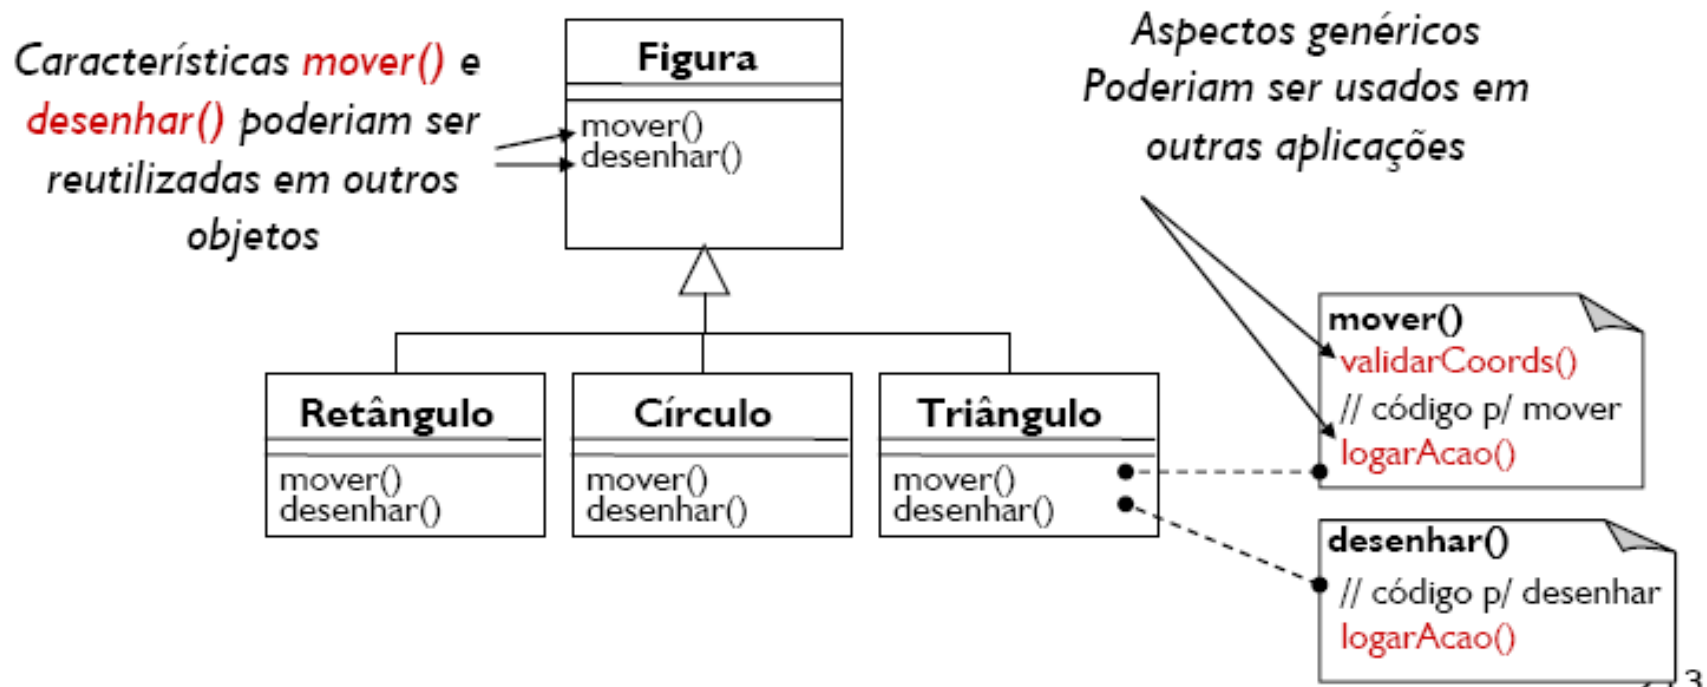 Características mover() e
desenhar() poderiam ser
reutilizadas em outros
objetos
Figura
mover()
desenhar()
Aspectos genéricos
Poderiam ser usados em
outras aplicações
Retângulo
mover()
desenhar()
Círculo
mover()
desenhar()
Triângulo
mover()
desenhar()
mover()
validarCoords()
// código p/ mover
logarAcao()
desenhar()
// código p/ desenhar
logarAcao()